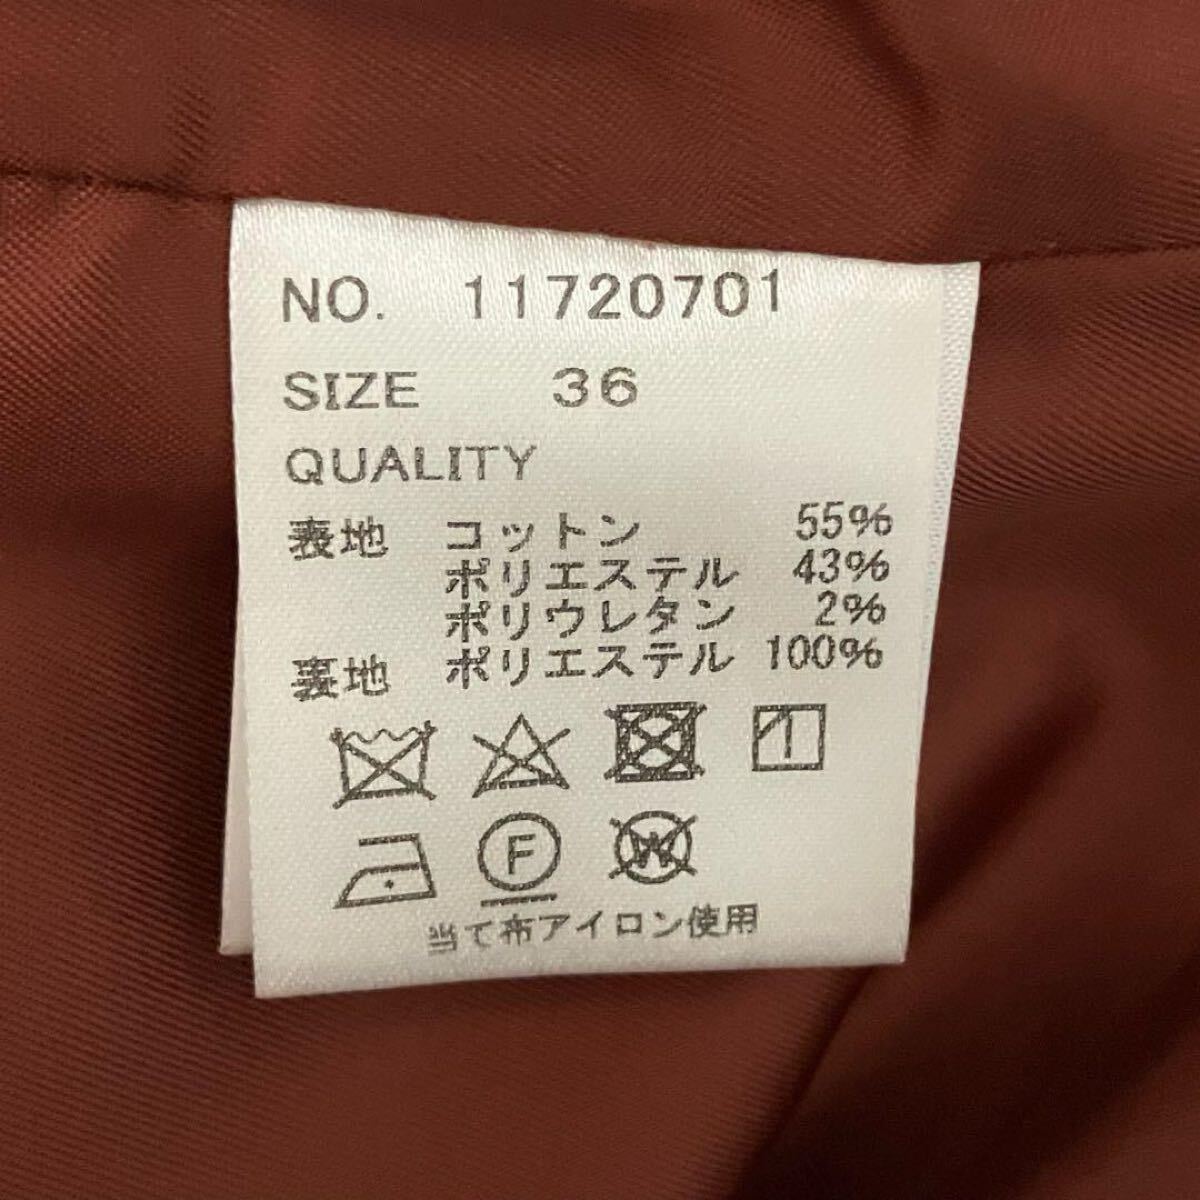 NO. 11720701
SIZE 36
QUALITY
表地 コットン 55%
ポリエステル 43%
ポリウレタン 2%
裏地 ポリエステル 100%
F W
当て布アイロン使用